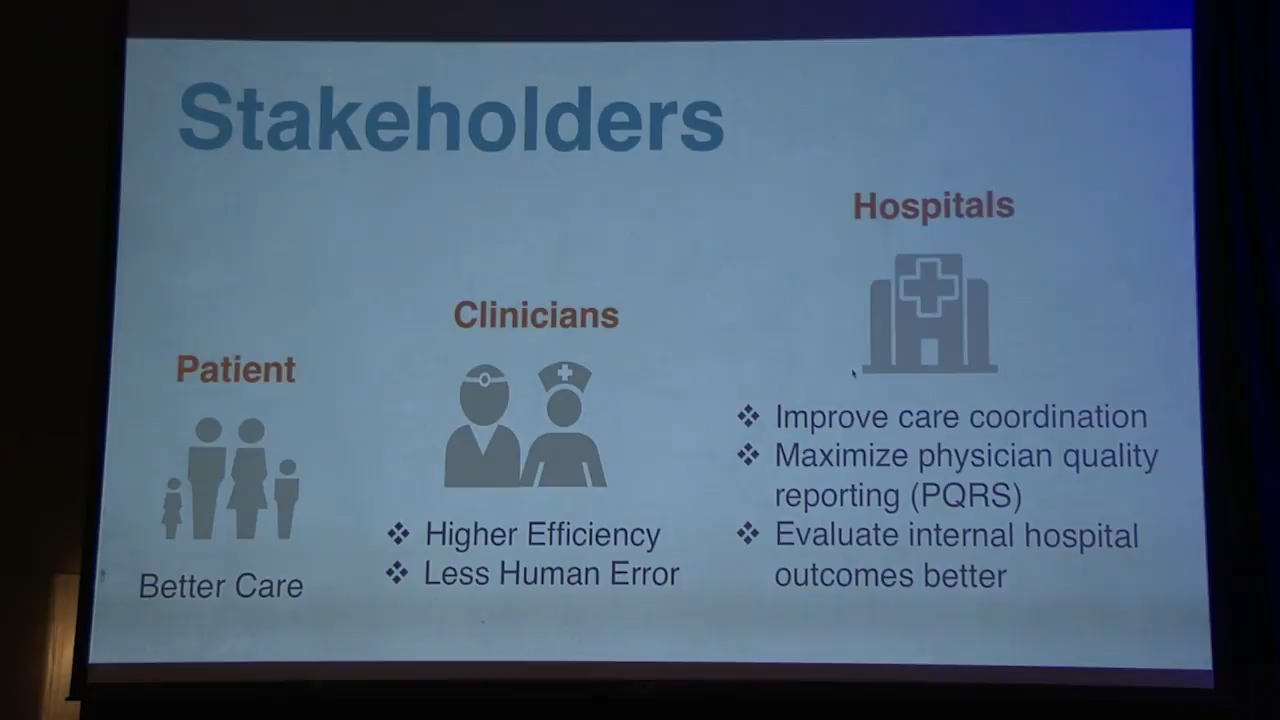 Stakeholders
Patient
Better Care
Clinicians
❖ Higher Efficiency
❖ Less Human Error
Hospitals
❖ Improve care coordination
❖ Maximize physician quality
reporting (PQRS)
❖ Evaluate internal hospital
outcomes better